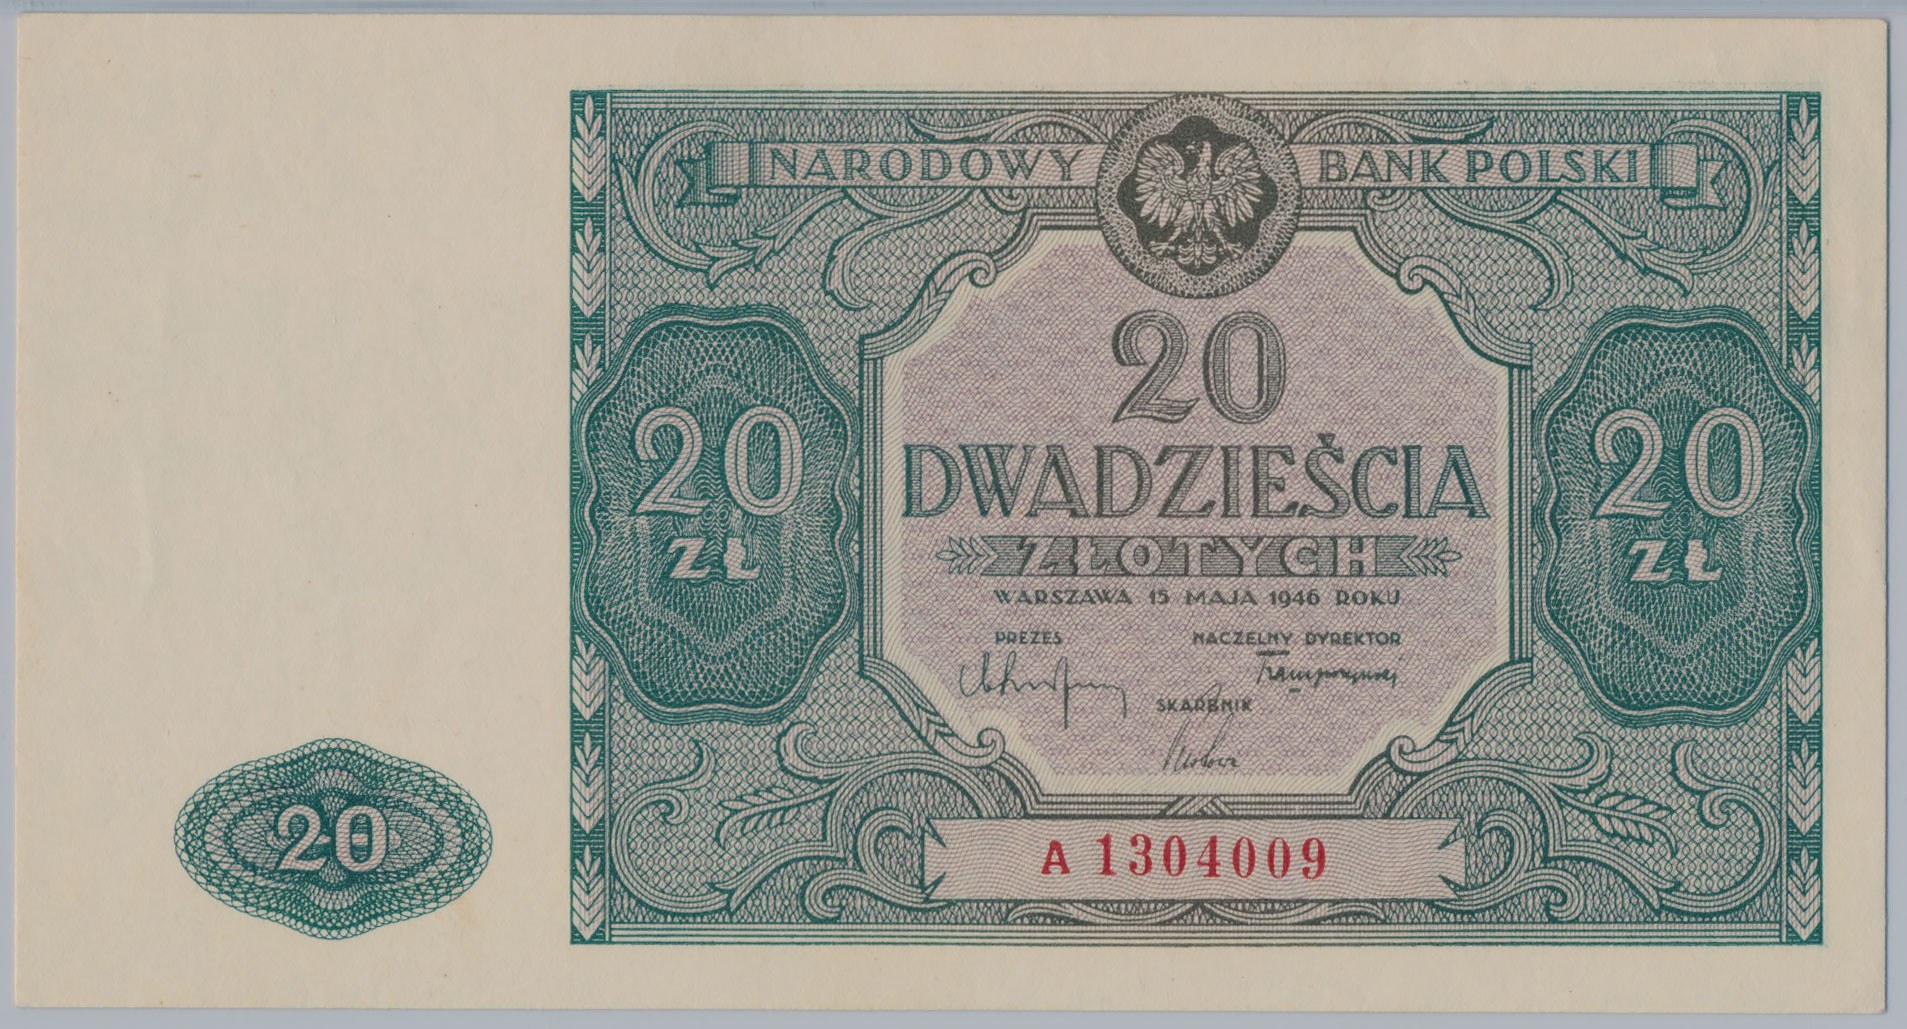 NARODOWY BANK POLSKI
20
DWADZIEŚCIA
ZŁOTYCH
WARSZAWA 15 MAJA 1946 ROKU
PREZES NACZELNY DYREKTOR
SKARBNIK
20 20
ZŁ ZŁ
20
A 1304009